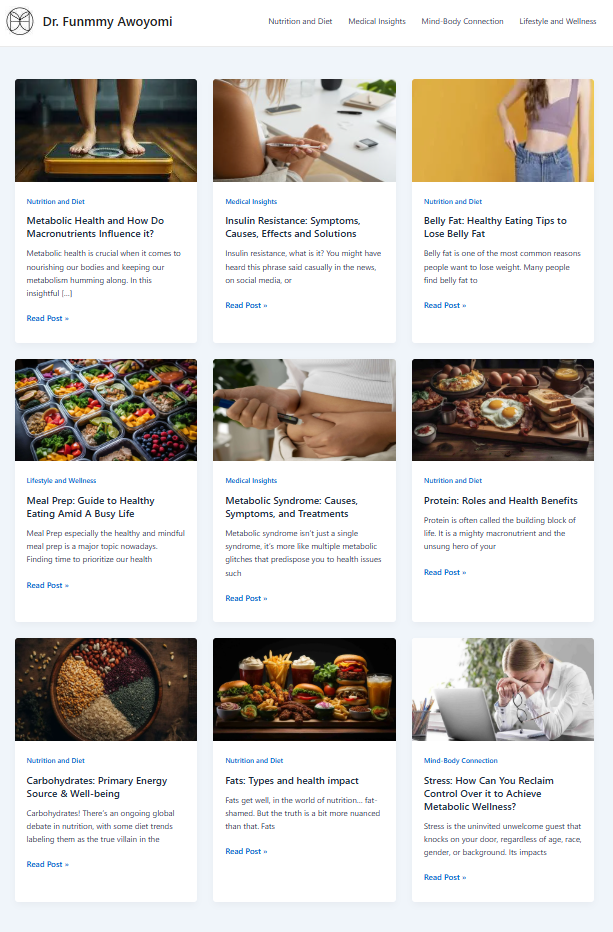 Dr. Funmmy Awoyomi
Nutrition and Diet
Medical Insights
Mind-Body Connection
Lifestyle and Wellness
Nutrition and Diet
Metabolic Health and How Do
Macronutrients Influence it?
Metabolic health is crucial when it comes to
nourishing our bodies and keeping our
metabolism humming along. In this
insightful […]
Read Post »
Medical Insights
Insulin Resistance: Symptoms,
Causes, Effects and Solutions
Insulin resistance, what is it? You might have
heard this phrase said casually in the news,
on social media, or
Read Post »
Nutrition and Diet
Belly Fat: Healthy Eating Tips to
Lose Belly Fat
Belly fat is one of the most common reasons
people want to lose weight. Many people
find belly fat to
Read Post »
Lifestyle and Wellness
Meal Prep: Guide to Healthy
Eating Amid A Busy Life
Meal Prep especially the healthy and mindful
meal prep is a major topic nowadays.
Finding time to prioritize our health
Read Post »
Medical Insights
Metabolic Syndrome: Causes,
Symptoms, and Treatments
Metabolic syndrome isn't just a single
syndrome, it's more like multiple metabolic
glitches that predispose you to health issues
such
Read Post »
Nutrition and Diet
Protein: Roles and Health Benefits
Protein is often called the building block of
life. It is a mighty macronutrient and the
unsung hero of your
Read Post »
Nutrition and Diet
Carbohydrates: Primary Energy
Source & Well-being
Carbohydrates! There's an ongoing global
debate in nutrition, with some diet trends
labeling them as the true villain in the
Read Post »
Nutrition and Diet
Fats: Types and health impact
Fats get well, in the world of nutrition… fat-
shamed. But the truth is a bit more nuanced
than that. Fats
Read Post »
Mind-Body Connection
Stress: How Can You Reclaim
Control Over it to Achieve
Metabolic Wellness?
Stress is the uninvited unwelcome guest that
knocks on your door, regardless of age, race,
gender, or background. Its impacts
Read Post »